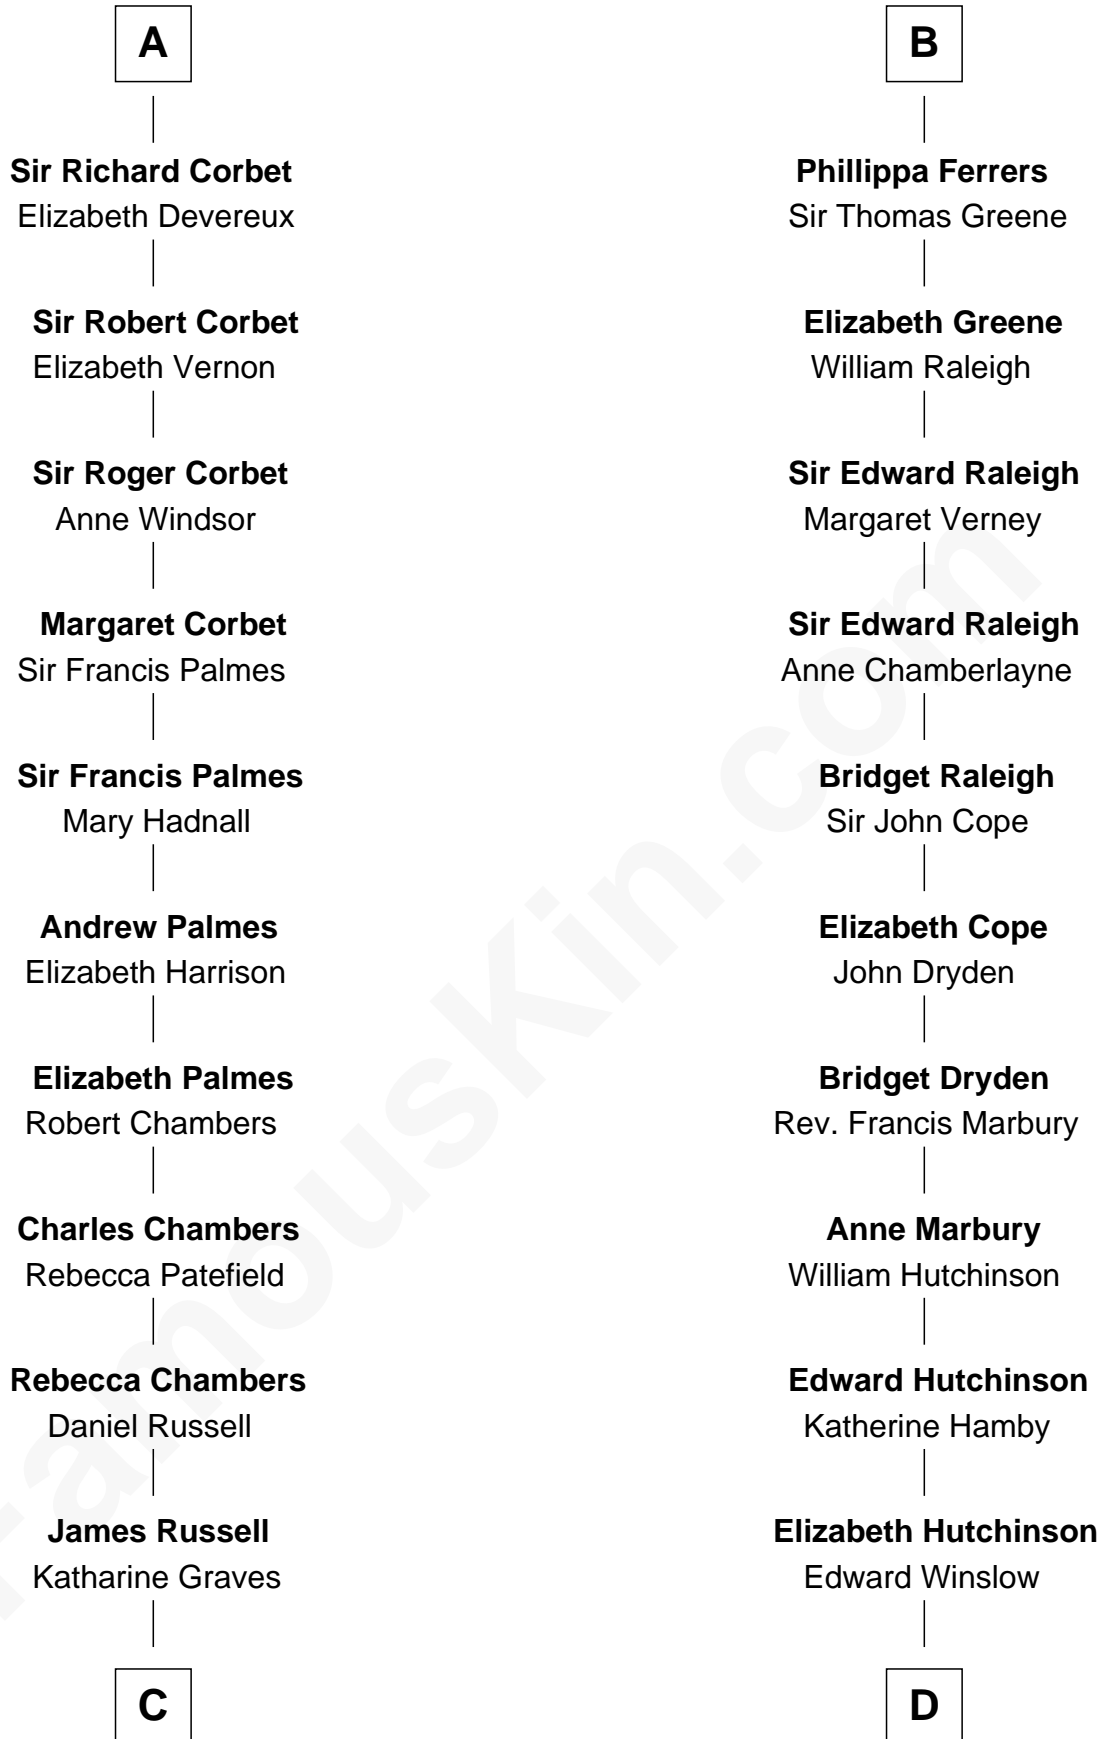 A
Sir Richard Corbet
Elizabeth Devereux
Sir Robert Corbet
Elizabeth Vernon
Sir Roger Corbet
Anne Windsor
Margaret Corbet
Sir Francis Palmes
Sir Francis Palmes
Mary Hadnall
Andrew Palmes
Elizabeth Harrison
Elizabeth Palmes
Robert Chambers
Charles Chambers
Rebecca Patefield
Rebecca Chambers
Daniel Russell
James Russell
Katharine Graves
C
B
Phillippa Ferrers
Sir Thomas Greene
Elizabeth Greene
William Raleigh
Sir Edward Raleigh
Margaret Verney
Sir Edward Raleigh
Anne Chamberlayne
Bridget Raleigh
Sir John Cope
Elizabeth Cope
John Dryden
Bridget Dryden
Rev. Francis Marbury
Anne Marbury
William Hutchinson
Edward Hutchinson
Katherine Hamby
Elizabeth Hutchinson
Edward Winslow
D
FamousKin.com